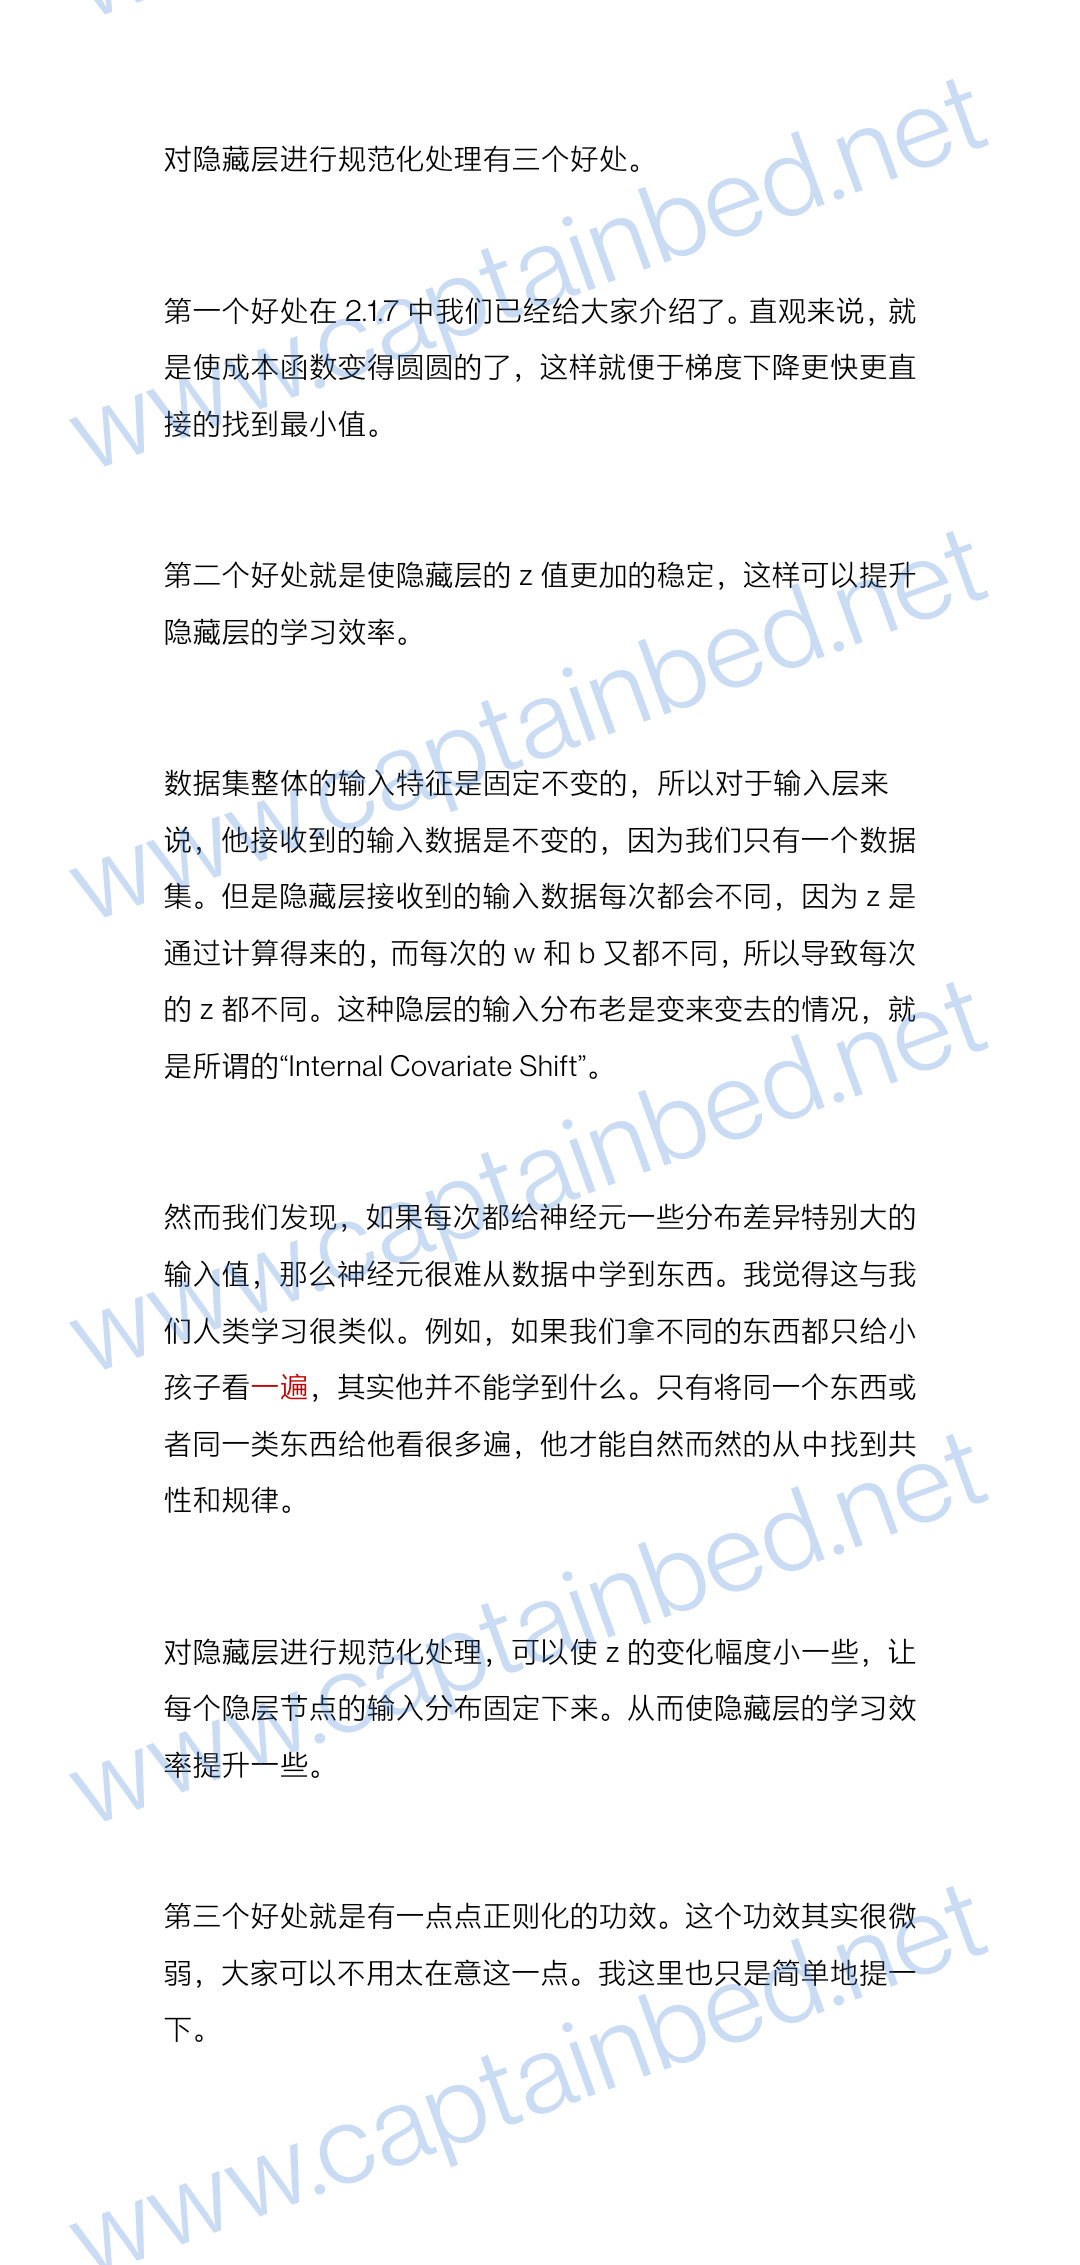 对隐藏层进行规范化处理有三个好处。
第一个好处在 2.1.7 中我们已经给大家介绍了。直观来说，就
是使成本函数变得圆圆的了，这样就便于梯度下降更快更直
接的找到最小值。
第二个好处就是使隐藏层的 z 值更加的稳定，这样可以提升
隐藏层的学习效率。
数据集整体的输入特征是固定不变的，所以对于输入层来
说，他接收到的输入数据是不变的，因为我们只有一个数据
集。但是隐藏层接收到的输入数据每次都会不同，因为 z 是
通过计算得来的，而每次的 w 和 b 又都不同，所以导致每次
的 z 都不同。这种隐层的输入分布老是变来变去的情况，就
是所谓的“Internal Covariate Shift”。
然而我们发现，如果每次都给神经元一些分布差异特别大的
输入值，那么神经元很难从数据中学到东西。我觉得这与我
们人类学习很类似。例如，如果我们拿不同的东西都只给小
孩子看一遍，其实他并不能学到什么。只有将同一个东西或
者同一类东西给他看很多遍，他才能自然而然的从中找到共
性和规律。
对隐藏层进行规范化处理，可以使 z 的变化幅度小一些，让
每个隐层节点的输入分布固定下来。从而使隐藏层的学习效
率提升一些。
第三个好处就是有一点点正则化的功效。这个功效其实很微
弱，大家可以不用太在意这一点。我这里也只是简单地提一
下。
www.captainbed.net
www.captainbed.net
www.captainbed.net
www.captainbed.net
www.captainbed.net